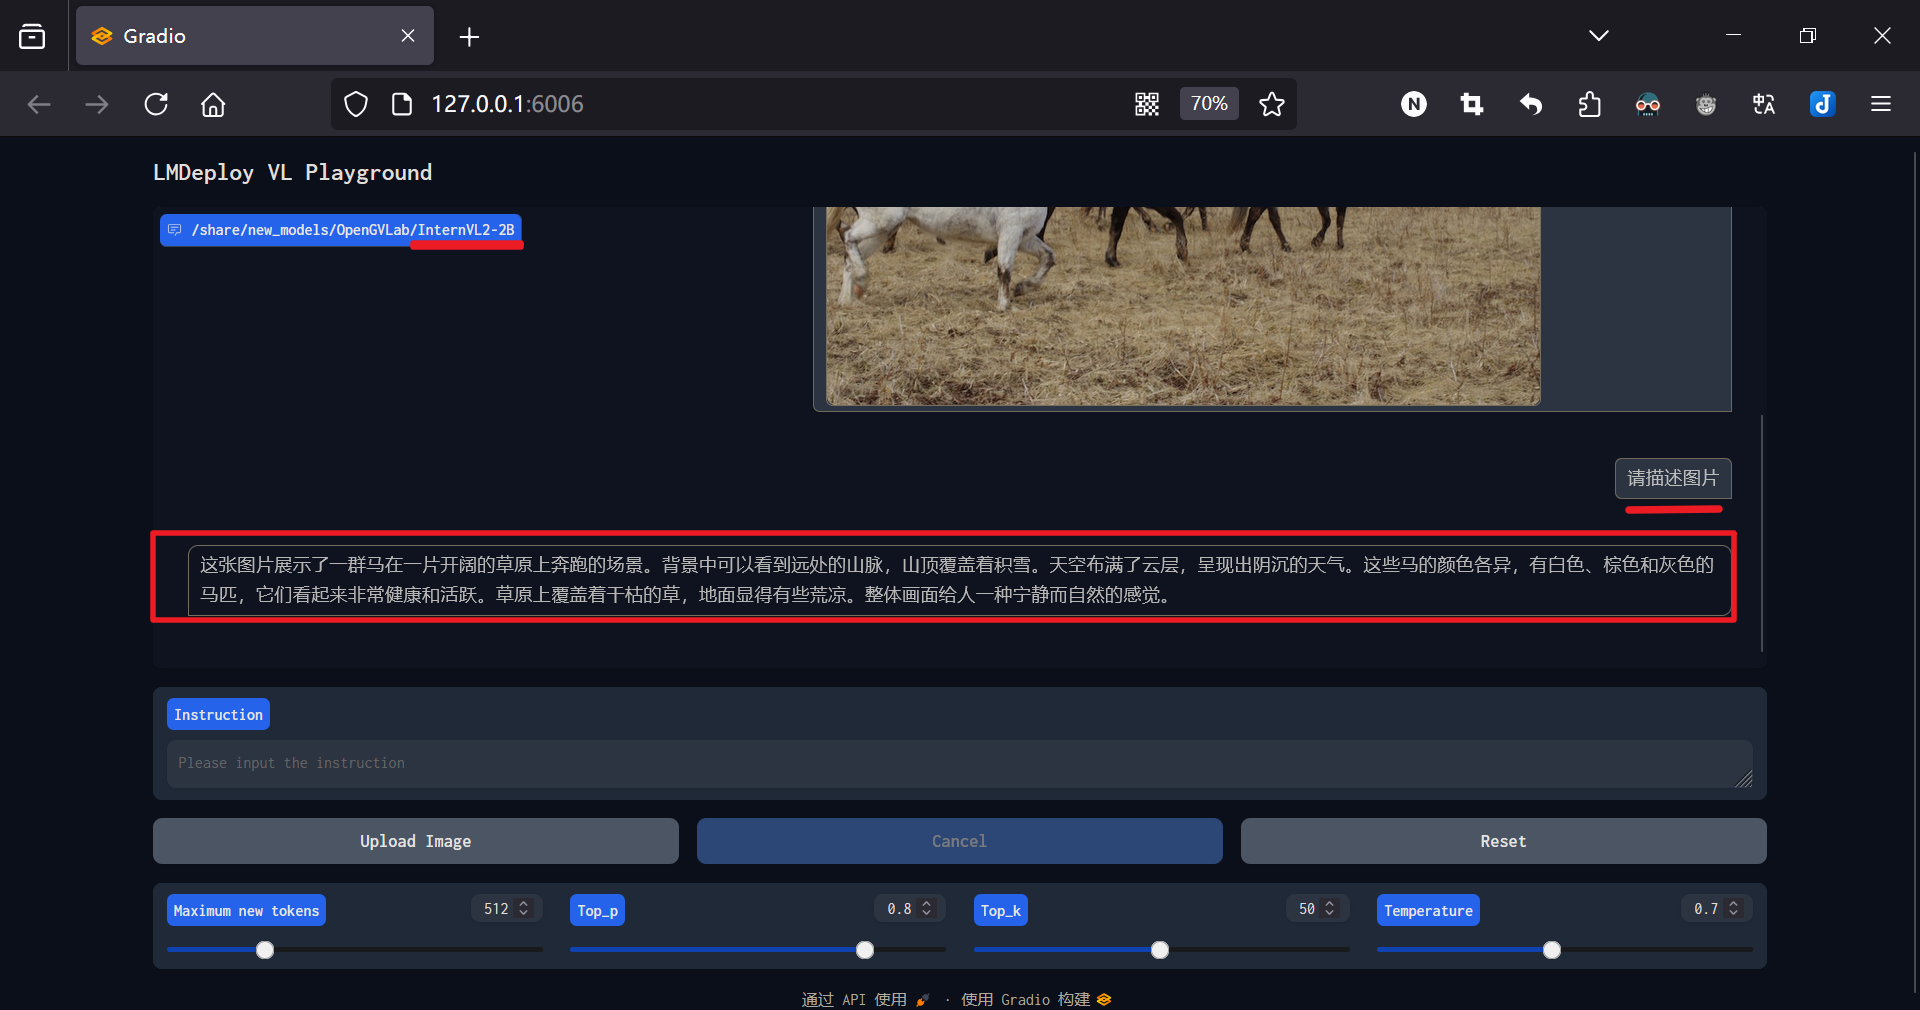 Gradio
127.0.0.1:6006
70%
LMDeploy VL Playground
/share/new_models/OpenGVLab/InternVL2-2B
请描述图片
这张图片展示了一群马在一片开阔的草原上奔跑的场景。背景中可以看到远处的山脉，山顶覆盖着积雪。天空布满了云层，呈现出阴沉的天气。这些马的颜色各异，有白色、棕色和灰色的
马匹，它们看起来非常健康和活跃。草原上覆盖着干枯的草，地面显得有些荒凉。整体画面给人一种宁静而自然的感觉。
Instruction
Please input the instruction
Upload Image
Cancel
Reset
Maximum new tokens
512
Top_p
0.8
Top_k
50
Temperature
0.7
通过 API 使用 · 使用 Gradio 构建